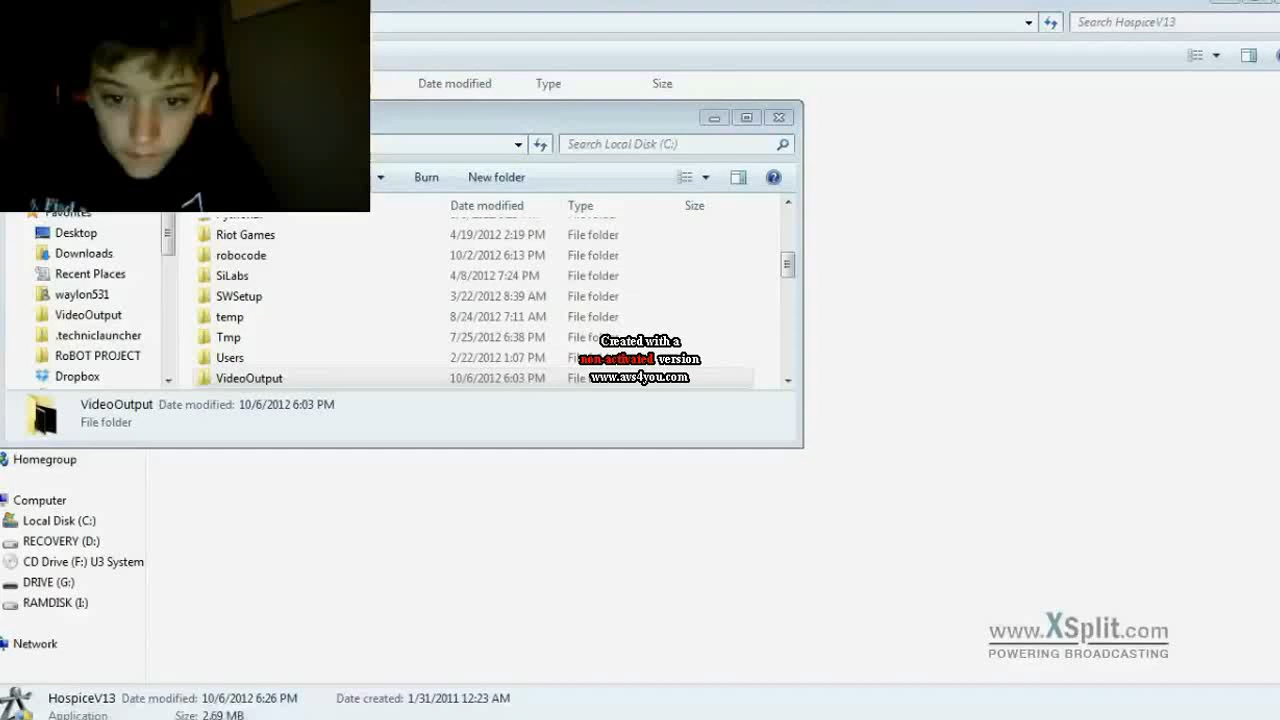 Search HospiceV13
Date modified Type Size
Search Local Disk (C:)
Burn New folder
Date modified Type Size
Favorites
Desktop
Downloads
Recent Places
waylon531
VideoOutput
.techniclauncher
RoBOT PROJECT
Dropbox
Riot Games 4/19/2012 2:19 PM File folder
robocode 10/2/2012 6:13 PM File folder
SiLabs 4/8/2012 7:24 PM File folder
SWSetup 3/22/2012 8:39 AM File folder
temp 8/24/2012 7:11 AM File folder
Tmp 7/25/2012 6:38 PM File fo
Users 2/22/2012 1:07 PM Fi
VideoOutput 10/6/2012 6:03 PM File
Created with a
non-activated version
www.avs4you.com
VideoOutput Date modified: 10/6/2012 6:03 PM
File folder
Homegroup
Computer
Local Disk (C:)
RECOVERY (D:)
CD Drive (F:) U3 System
DRIVE (G:)
RAMDISK (I:)
Network
www.XSplit.com
POWERING BROADCASTING
HospiceV13 Date modified: 10/6/2012 6:26 PM Date created: 1/31/2011 12:23 AM
Application Size: 2.69 MB